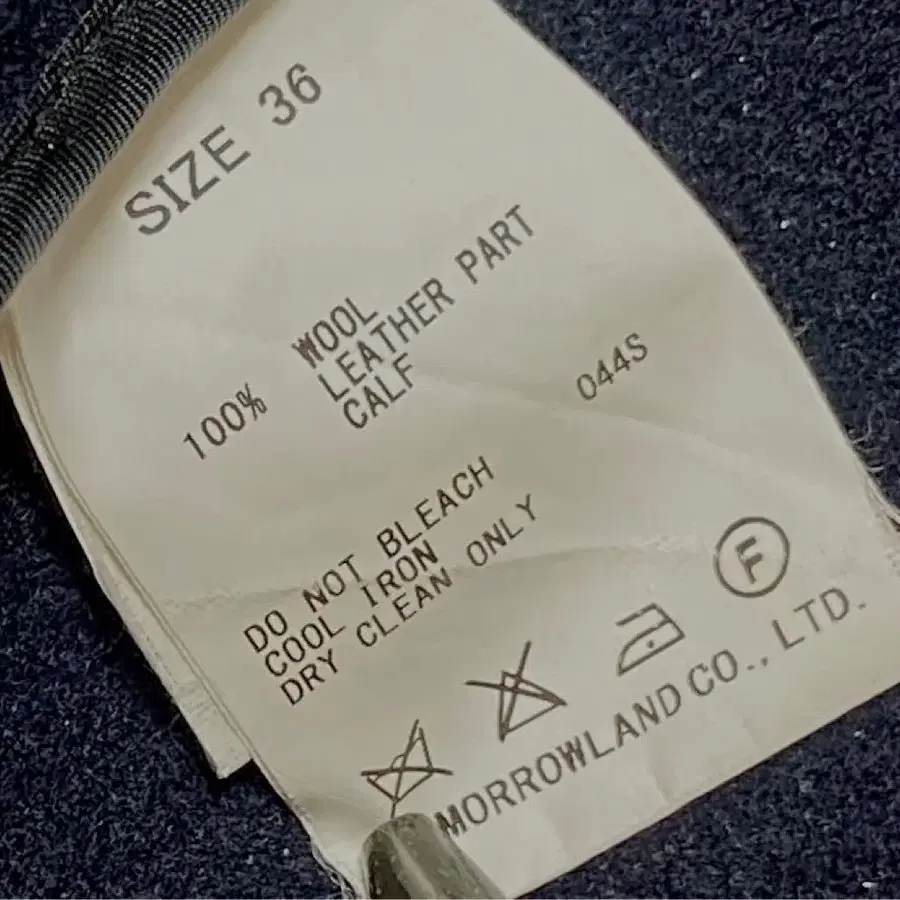 SIZE 36
WOOL
LEATHER PART
100% CALF
044S
DO NOT BLEACH
COOL IRON
DRY CLEAN ONLY
F
MORROWLAND CO., LTD.